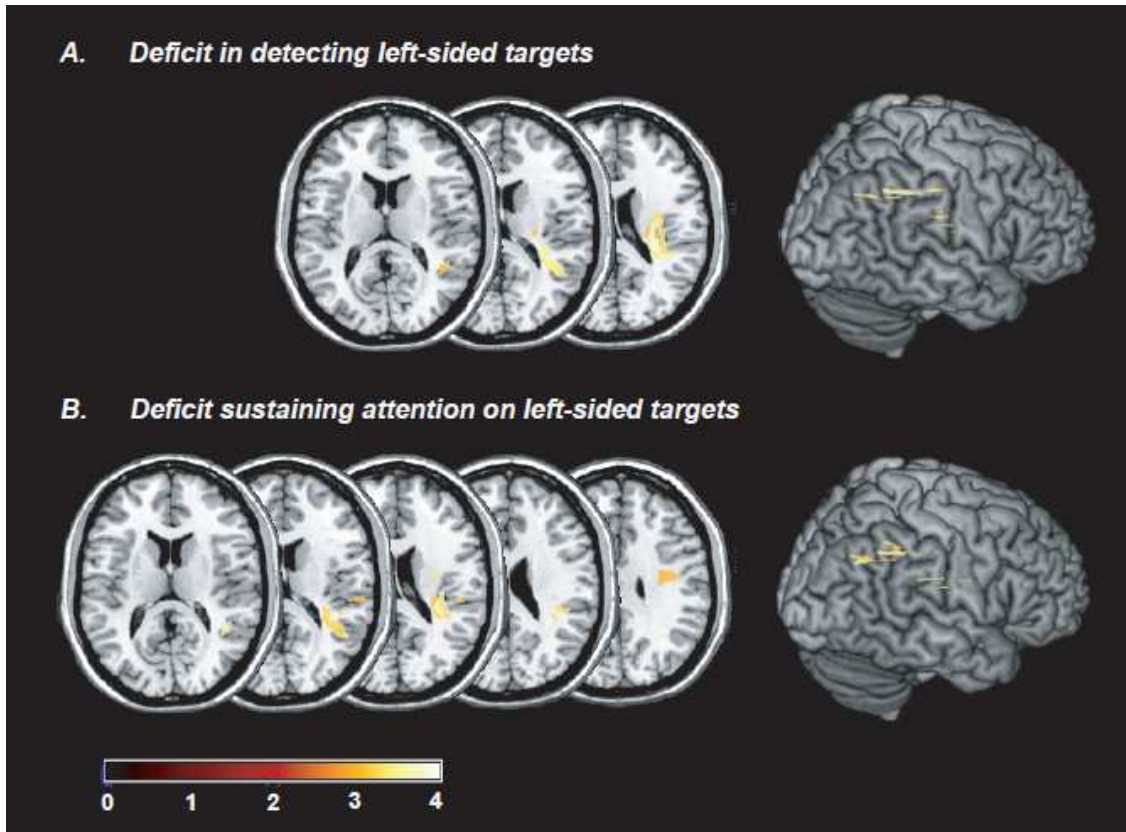 A. Deficit in detecting left-sided targets
B. Deficit sustaining attention on left-sided targets
0 1 2 3 4